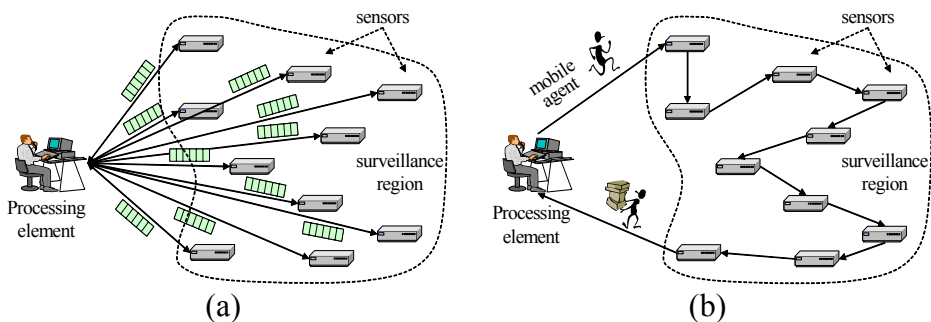 sensors
surveillance
region
Processing
element
(a)
sensors
mobile
agent
surveillance
region
Processing
element
(b)